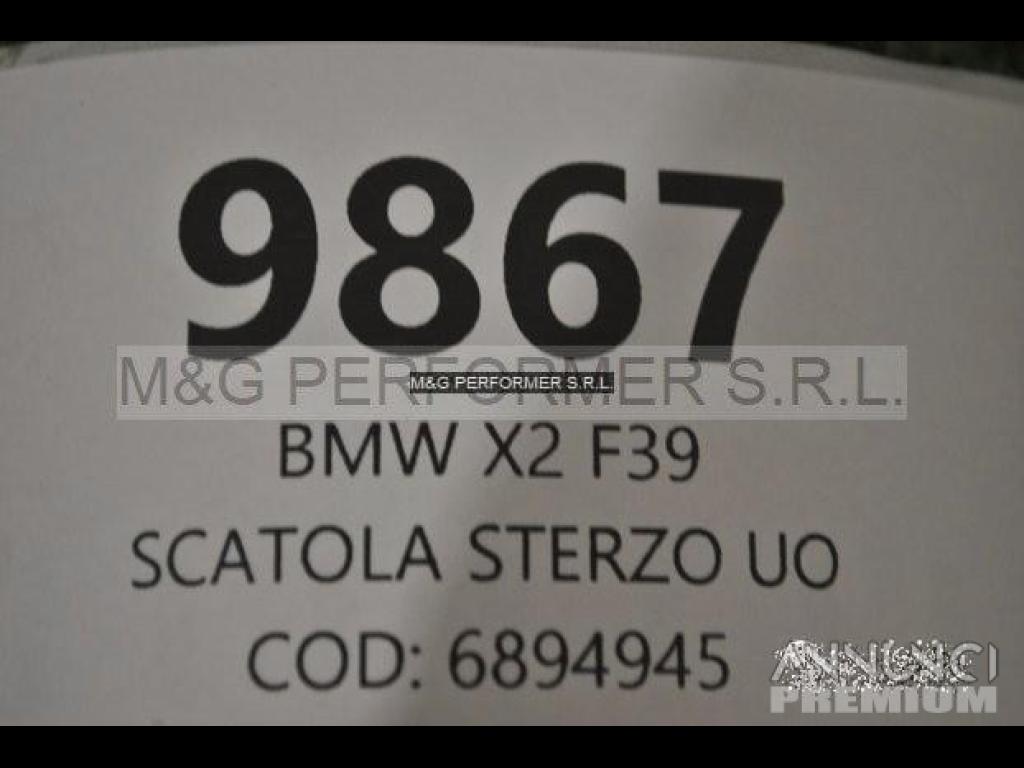 9867
M&G PERFORMER S.R.L.
M&G PERFORMER S.R.L.
BMW X2 F39
SCATOLA STERZO UO
COD: 6894945
ANNUNCI
PREMIUM